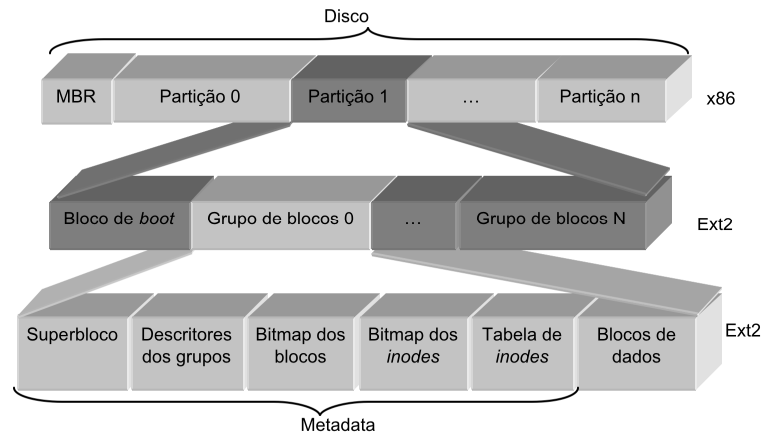 Disco
MBR
Partição 0
Partição 1
...
Partição n
x86
Bloco de boot
Grupo de blocos 0
...
Grupo de blocos N
Ext2
Superbloco
Descritores
dos grupos
Bitmap dos
blocos
Bitmap dos
inodes
Tabela de
inodes
Blocos de
dados
Ext2
Metadata